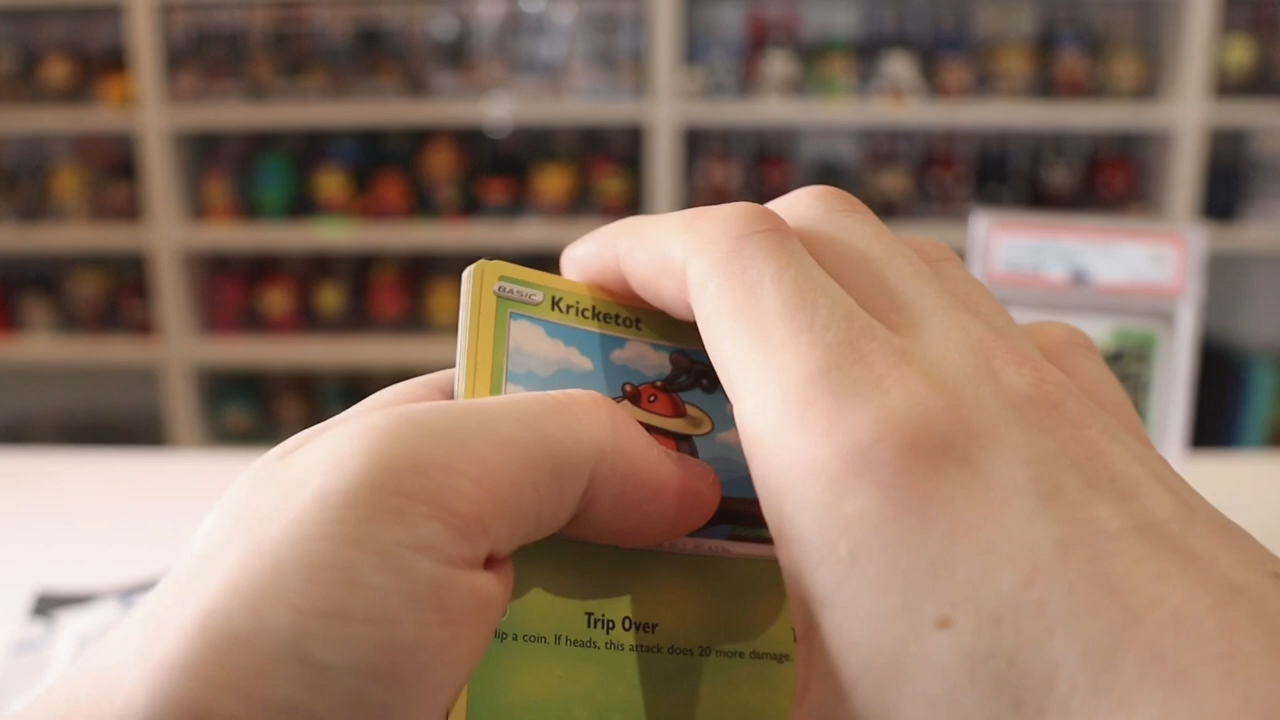 BASIC
Kricketot
Trip Over
lip a coin. If heads, this attack does 20 more damage.